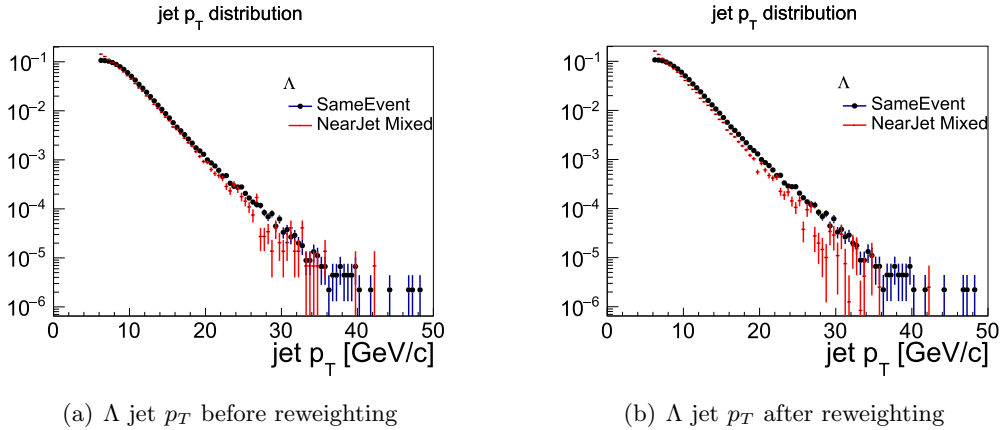 jet p_T distribution
10^{-1}
10^{-2}
10^{-3}
10^{-4}
10^{-5}
10^{-6}
Λ
SameEvent
NearJet Mixed
0 10 20 30 40 50
jet p_T [GeV/c]
(a) Λ jet p_T before reweighting
jet p_T distribution
10^{-1}
10^{-2}
10^{-3}
10^{-4}
10^{-5}
10^{-6}
Λ
SameEvent
NearJet Mixed
0 10 20 30 40 50
jet p_T [GeV/c]
(b) Λ jet p_T after reweighting